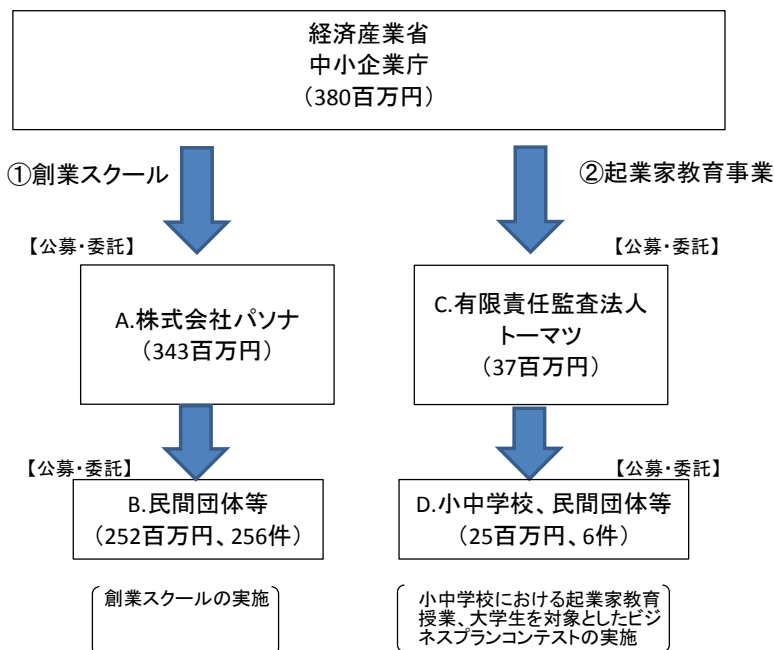 経済産業省
中小企業庁
（380百万円）
①創業スクール
②起業家教育事業
【公募・委託】
【公募・委託】
A.株式会社パソナ
（343百万円）
C.有限責任監査法人
トーマツ
（37百万円）
【公募・委託】
【公募・委託】
B.民間団体等
（252百万円、256件）
D.小中学校、民間団体等
（25百万円、6件）
創業スクールの実施
小中学校における起業家教育
授業、大学生を対象としたビジ
ネスプランコンテストの実施